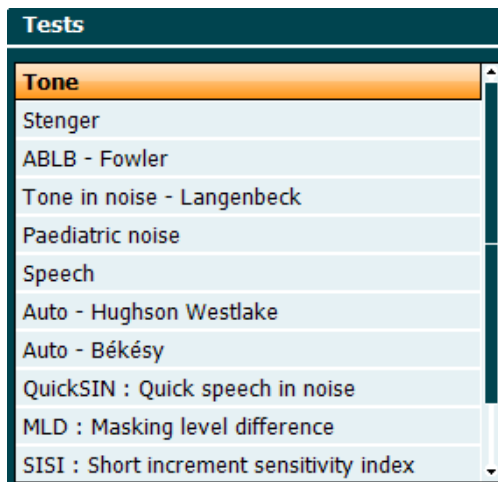 Tests
Tone
Stenger
ABLB - Fowler
Tone in noise - Langenbeck
Paediatric noise
Speech
Auto - Hughson Westlake
Auto - Békésy
QuickSIN : Quick speech in noise
MLD : Masking level difference
SISI : Short increment sensitivity index